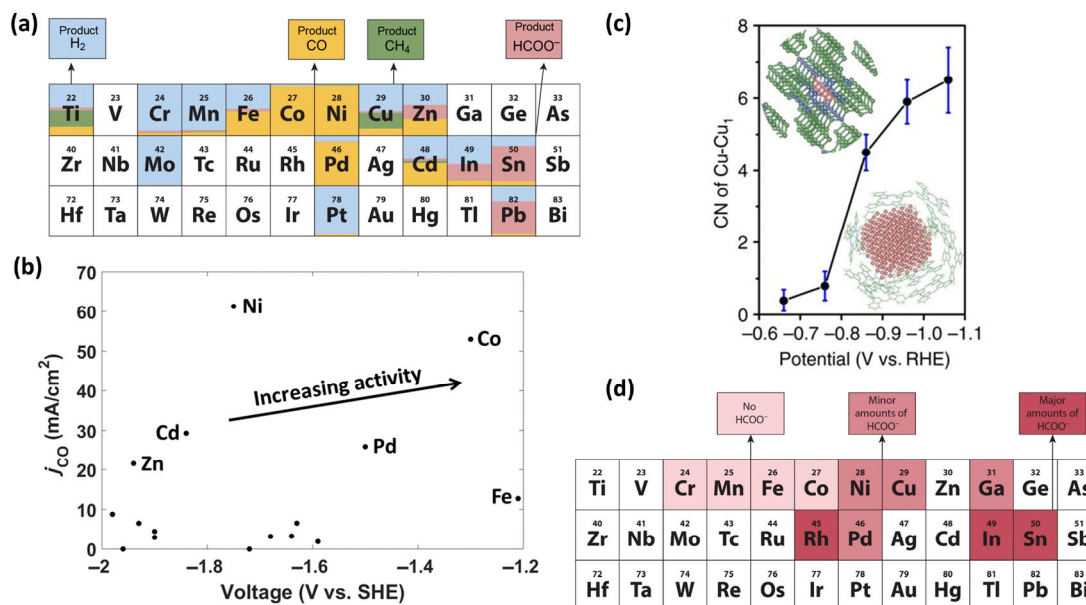 (a)
Product
H₂
Product
CO
Product
CH₄
Product
HCOO⁻
22 23 24 25 26 27 28 29 30 31 32 33
Ti V Cr Mn Fe Co Ni Cu Zn Ga Ge As
40 41 42 43 44 45 46 47 48 49 50 51
Zr Nb Mo Tc Ru Rh Pd Ag Cd In Sn Sb
72 73 74 75 76 77 78 79 80 81 82 83
Hf Ta W Re Os Ir Pt Au Hg Tl Pb Bi
(b)
70
60
50
40
30
20
10
0
j_CO (mA/cm²)
Ni
Co
Increasing activity
Cd
Zn
Pd
Fe
−2 −1.8 −1.6 −1.4 −1.2
Voltage (V vs. SHE)
(c)
8
6
4
2
0
CN of Cu-Cu₁
−0.6 −0.7 −0.8 −0.9 −1.0 −1.1
Potential (V vs. RHE)
(d)
No
HCOO⁻
Minor
amounts of
HCOO⁻
Major
amounts of
HCOO⁻
22 23 24 25 26 27 28 29 30 31 32 33
Ti V Cr Mn Fe Co Ni Cu Zn Ga Ge As
40 41 42 43 44 45 46 47 48 49 50 51
Zr Nb Mo Tc Ru Rh Pd Ag Cd In Sn Sb
72 73 74 75 76 77 78 79 80 81 82 83
Hf Ta W Re Os Ir Pt Au Hg Tl Pb Bi